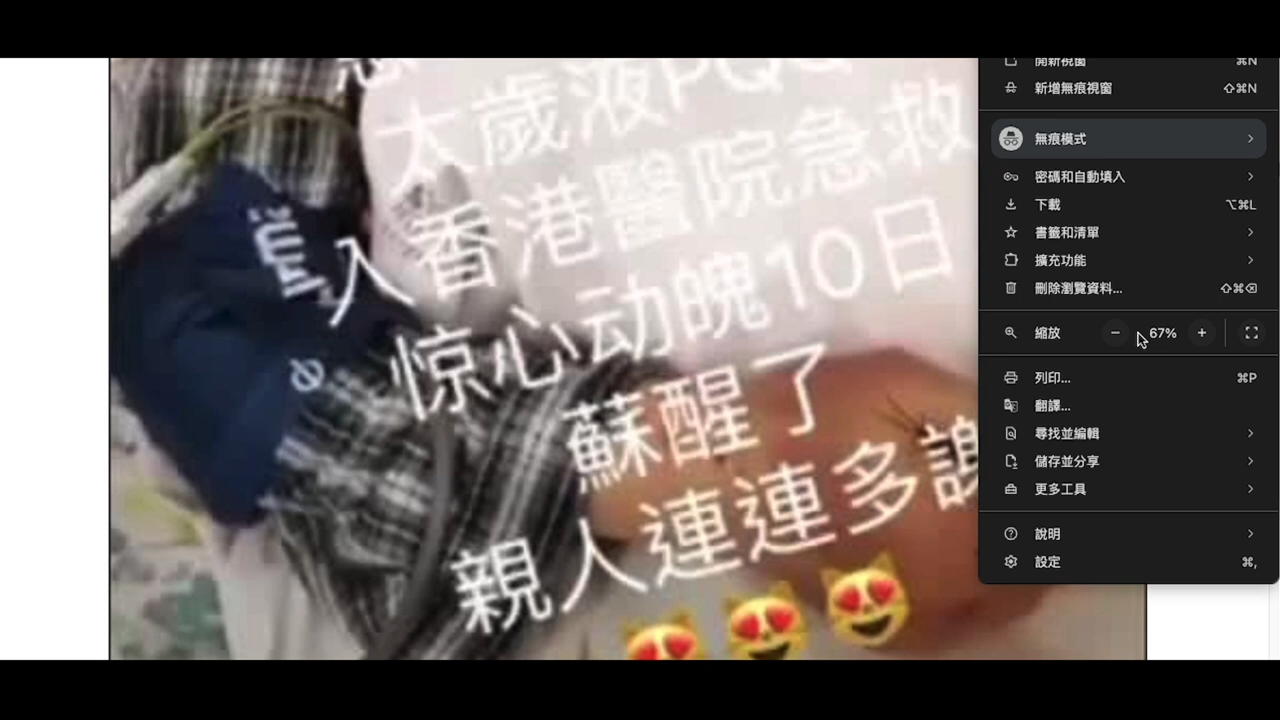 太歲液PQ
入香港醫院急救
惊心动魄10日
蘇醒了
親人連連多謝
開新視窗 ⌘N
新增無痕視窗 ⇧⌘N
無痕模式
密碼和自動填入
下載 ⌥⌘L
書籤和清單
擴充功能
刪除瀏覽資料... ⇧⌘⌫
縮放 − 67% +
列印... ⌘P
翻譯...
尋找並編輯
儲存並分享
更多工具
說明
設定 ⌘,